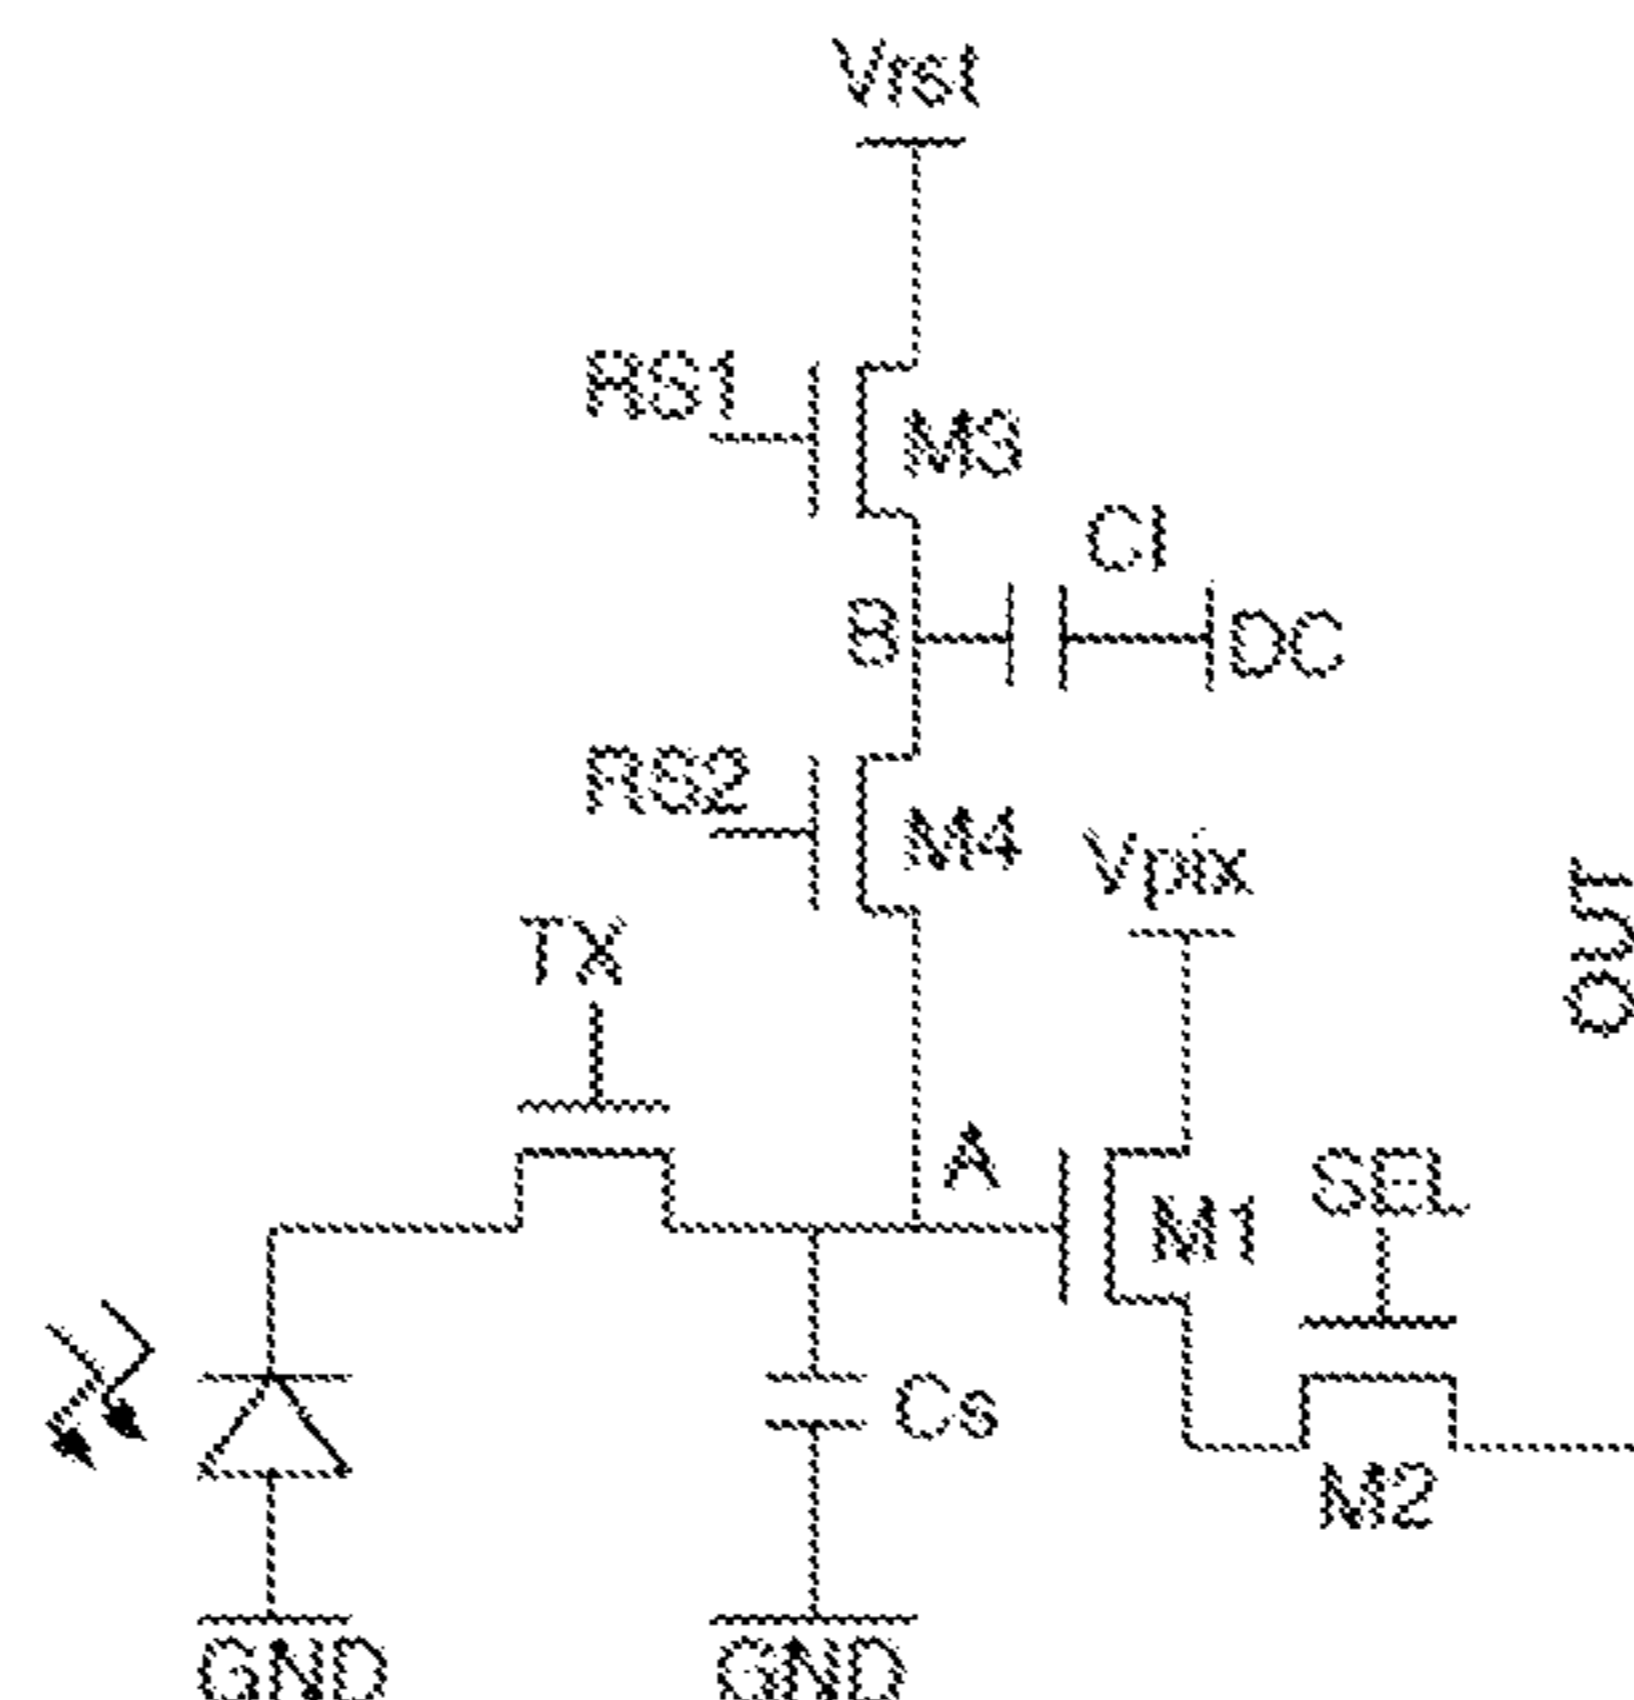 Vrst
RS1
M3
CI
B
DC
RS2
M4
Vpix
OUT
TX
A
M1
SEL
Cs
M2
GND
GND